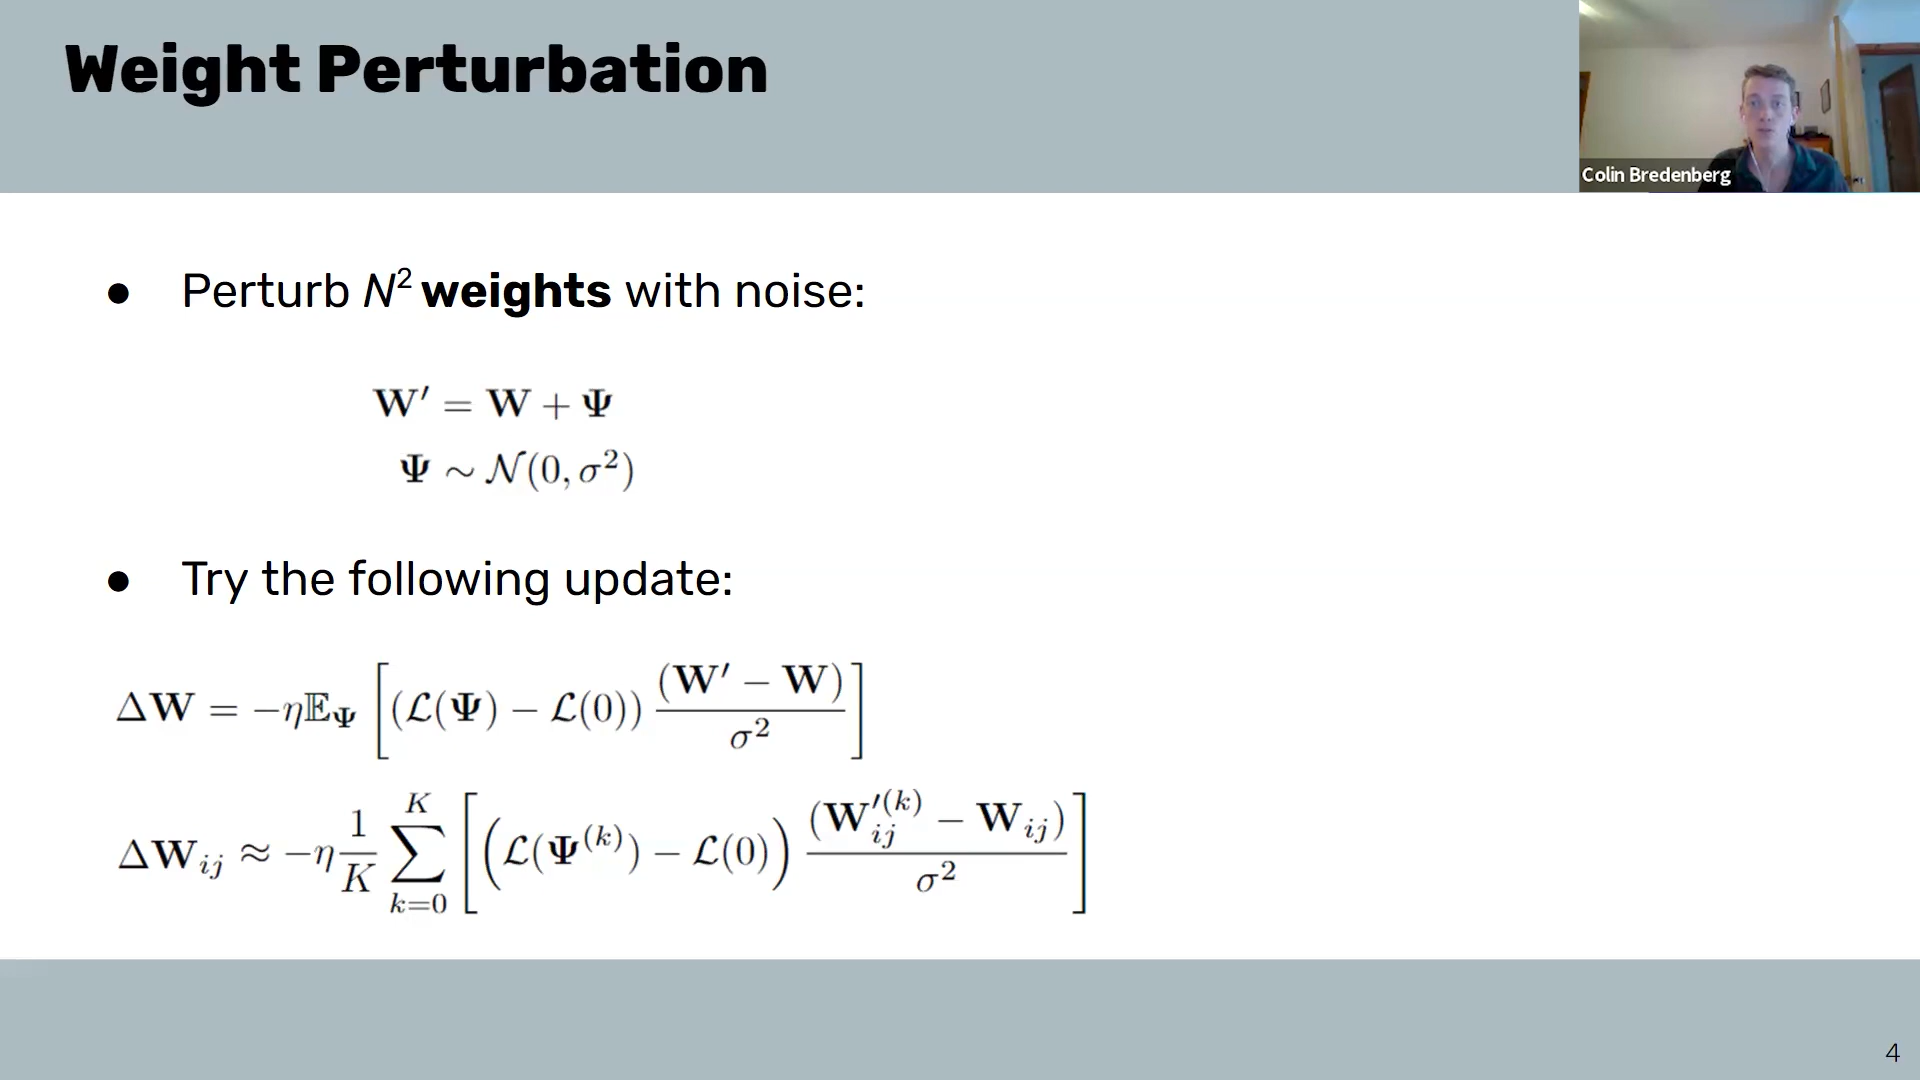 Weight Perturbation
Colin Bredenberg
● Perturb N² weights with noise:
W′ = W + Ψ
Ψ ∼ 𝒩(0, σ²)
● Try the following update:
ΔW = −η𝔼_Ψ [(ℒ(Ψ) − ℒ(0)) (W′ − W) / σ²]
ΔW_ij ≈ −η 1/K ∑_{k=0}^{K} [(ℒ(Ψ^(k)) − ℒ(0)) (W′_ij^(k) − W_ij) / σ²]
4